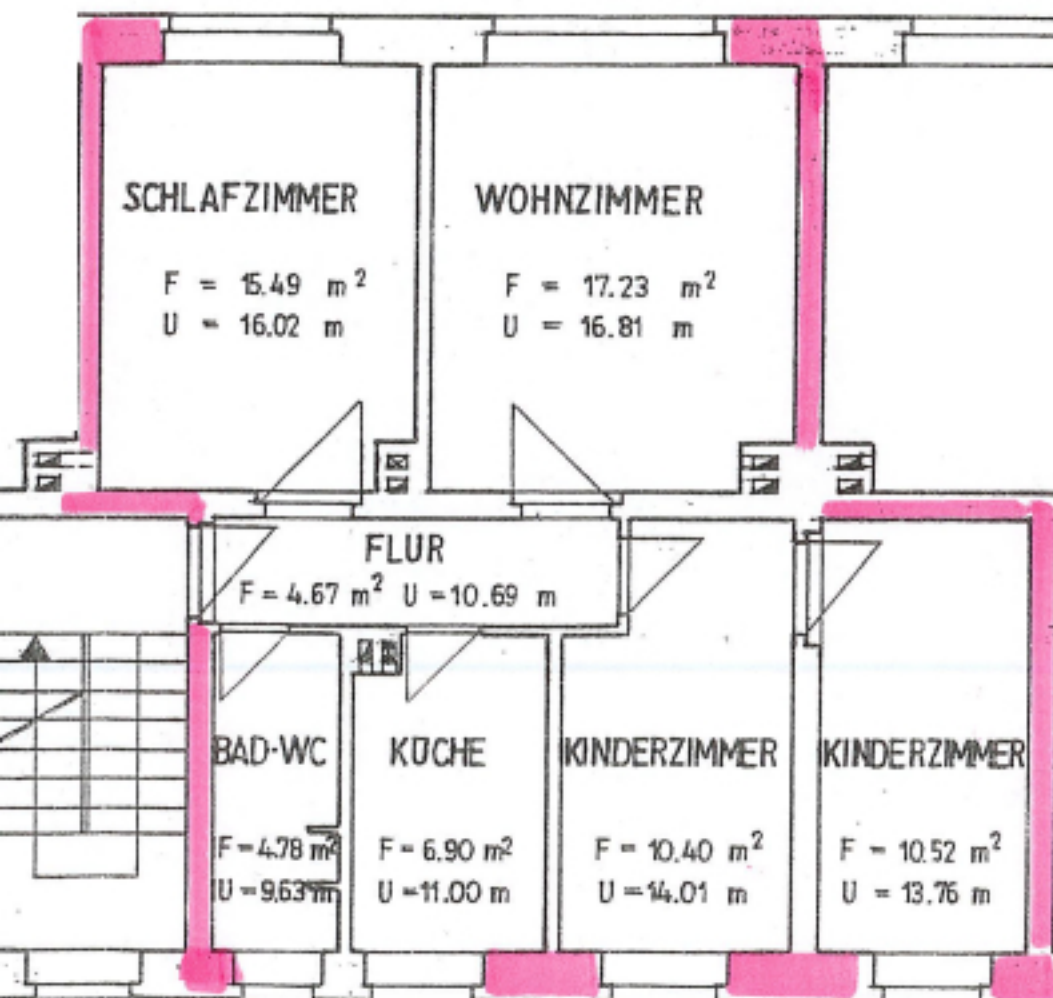 SCHLAFZIMMER
F = 15.49 m²
U = 16.02 m
WOHNZIMMER
F = 17.23 m²
U = 16.81 m
FLUR
F = 4.67 m² U = 10.69 m
BAD-WC
F = 4.78 m²
U = 9.63 m
KÜCHE
F = 6.90 m²
U = 11.00 m
KINDERZIMMER
F = 10.40 m²
U = 14.01 m
KINDERZIMMER
F = 10.52 m²
U = 13.76 m